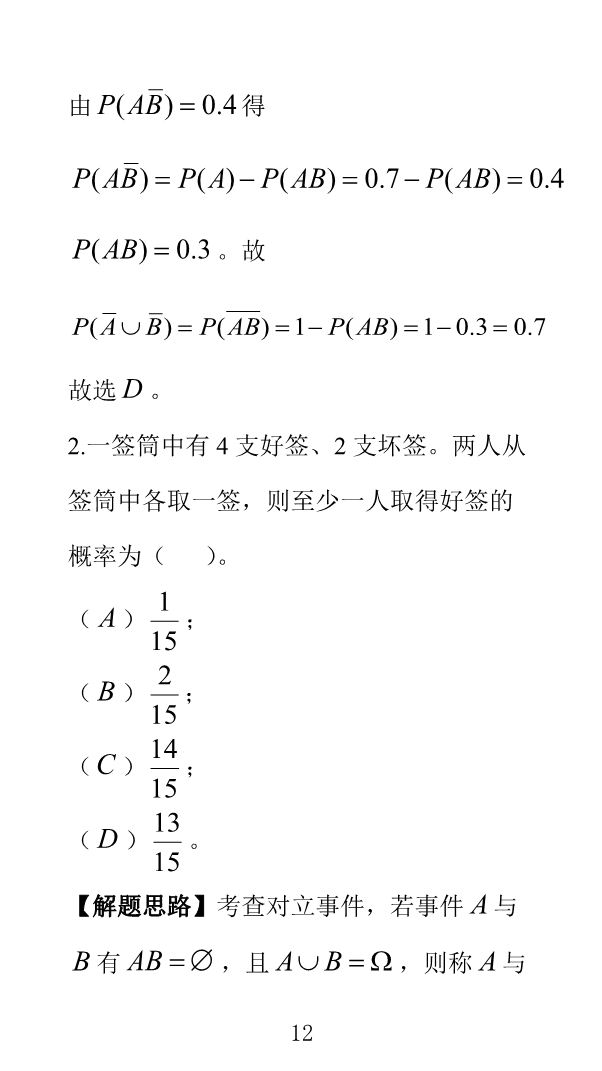 由 $P(A\overline{B})=0.4$ 得
$P(A\overline{B})=P(A)-P(AB)=0.7-P(AB)=0.4$
$P(AB)=0.3$ 。故
$P(\overline{A}\cup\overline{B})=P(\overline{AB})=1-P(AB)=1-0.3=0.7$
故选 $D$ 。
2.一签筒中有 4 支好签、2 支坏签。两人从
签筒中各取一签，则至少一人取得好签的
概率为（　　）。
（ $A$ ） $\frac{1}{15}$ ；
（ $B$ ） $\frac{2}{15}$ ；
（ $C$ ） $\frac{14}{15}$ ；
（ $D$ ） $\frac{13}{15}$ 。
【解题思路】考查对立事件，若事件 $A$ 与
$B$ 有 $AB=\varnothing$ ，且 $A\cup B=\Omega$ ，则称 $A$ 与
12